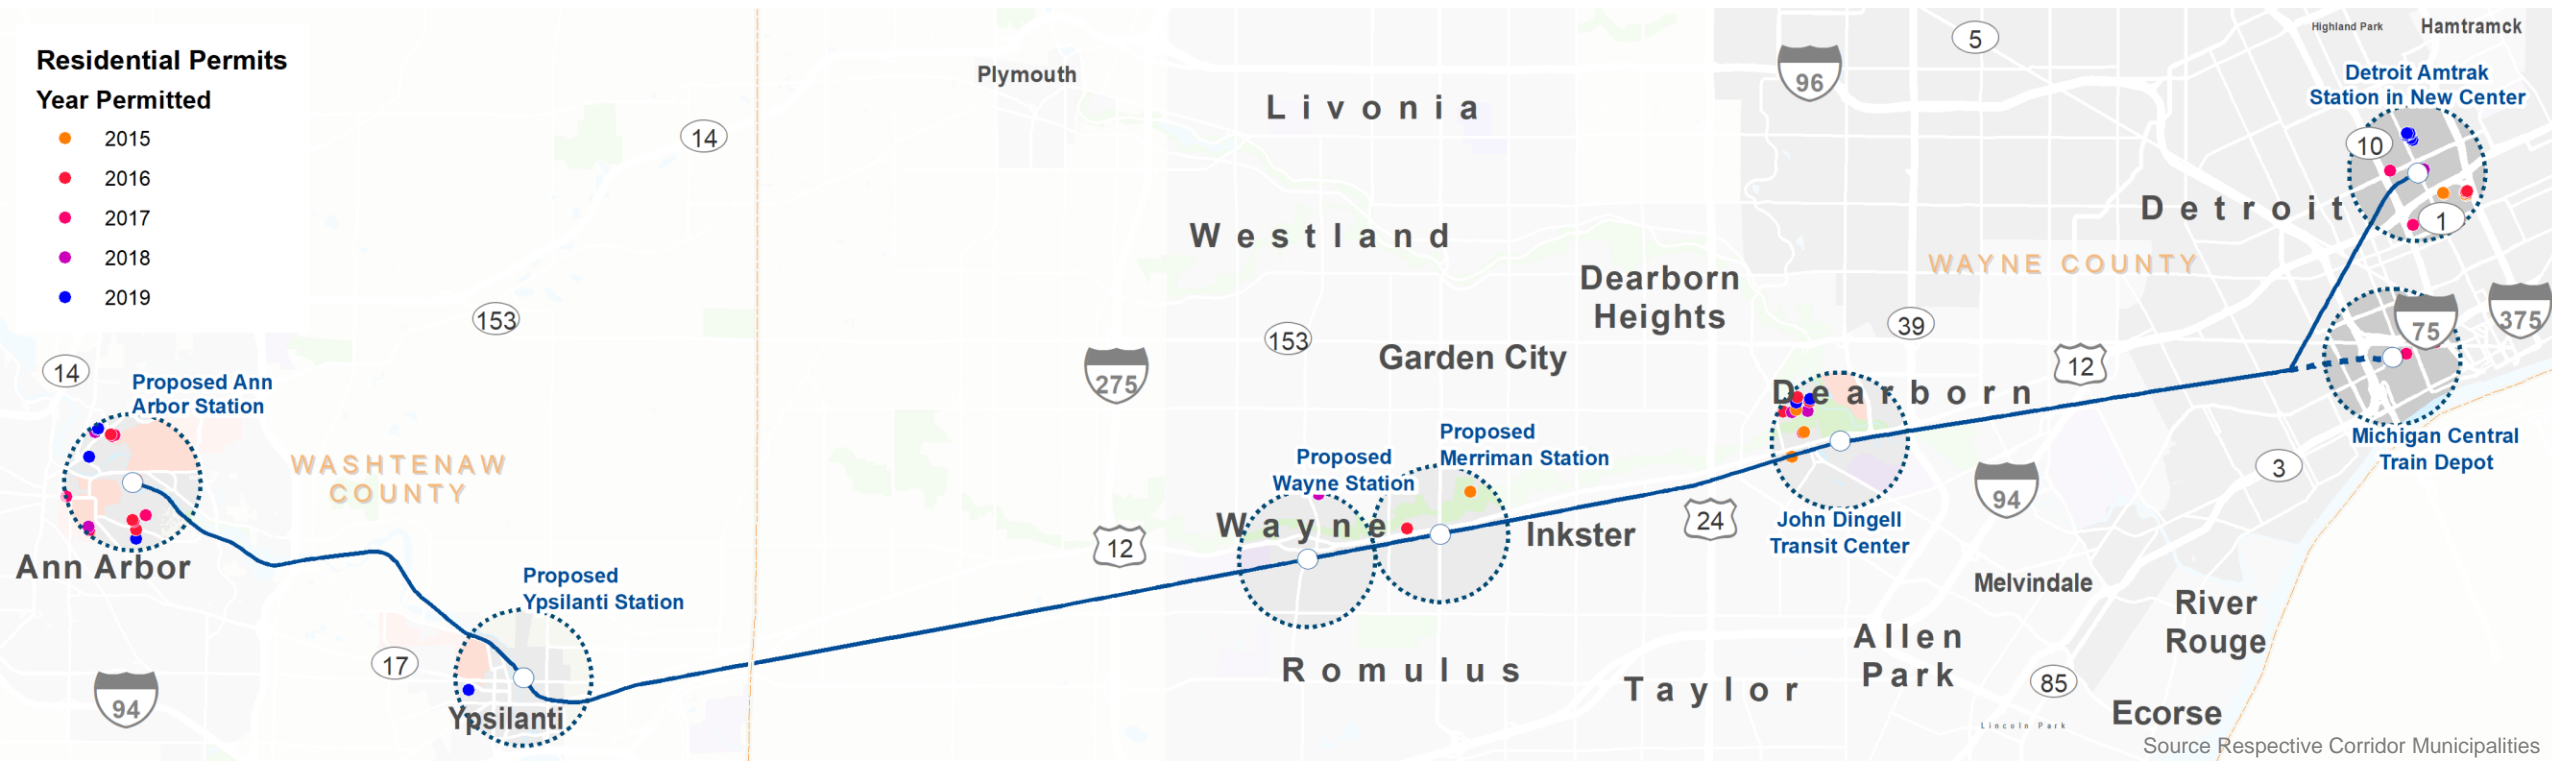 Residential Permits
Year Permitted
2015
2016
2017
2018
2019
14
153
14
Proposed Ann
Arbor Station
WASHTENAW
COUNTY
Ann Arbor
94
17
Proposed
Ypsilanti Station
Ypsilanti
Plymouth
Livonia
Westland
275
153
Garden City
Dearborn
Heights
12
Proposed
Wayne Station
Wayne
Proposed
Merriman Station
Inkster
Romulus
24
Taylor
96
5
39
Dearborn
12
John Dingell
Transit Center
94
Melvindale
Allen
Park
85
Lincoln Park
River
Rouge
Ecorse
3
WAYNE COUNTY
Detroit
Highland Park
Hamtramck
Detroit Amtrak
Station in New Center
10
1
75
375
Michigan Central
Train Depot
Source Respective Corridor Municipalities